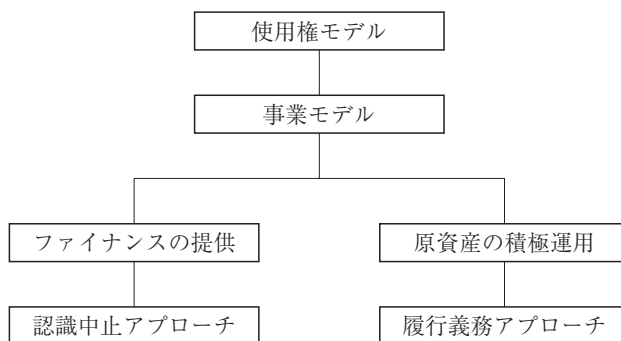 使用権モデル
事業モデル
ファイナンスの提供
原資産の積極運用
認識中止アプローチ
履行義務アプローチ